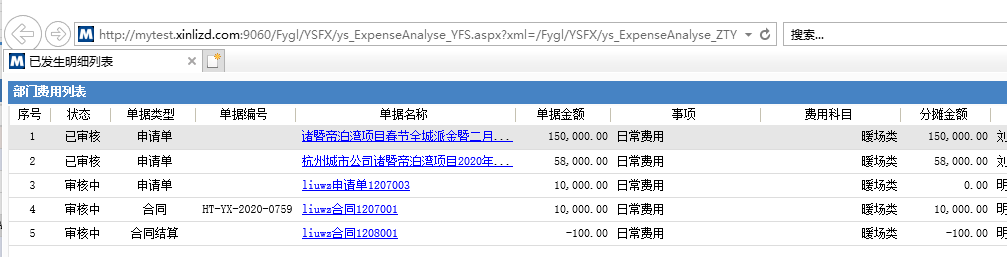 http://mytest.xinlizd.com:9060/Fygl/YSFX/ys_ExpenseAnalyse_YFS.aspx?xml=/Fygl/YSFX/ys_ExpenseAnalyse_ZTY 搜索...
已发生明细列表
部门费用列表
序号 状态 单据类型 单据编号 单据名称 单据金额 事项 费用科目 分摊金额
1 已审核 申请单 诸暨帝泊湾项目春节全城派金暨二月... 150,000.00 日常费用 暖场类 150,000.00 刘
2 已审核 申请单 杭州城市公司诸暨帝泊湾项目2020年... 58,000.00 日常费用 暖场类 58,000.00 刘
3 审核中 申请单 liuwz申请单1207003 10,000.00 日常费用 暖场类 0.00 明
4 审核中 合同 HT-YX-2020-0759 liuwz合同1207001 10,000.00 日常费用 暖场类 10,000.00 明
5 审核中 合同结算 liuwz合同1208001 -100.00 日常费用 暖场类 -100.00 明